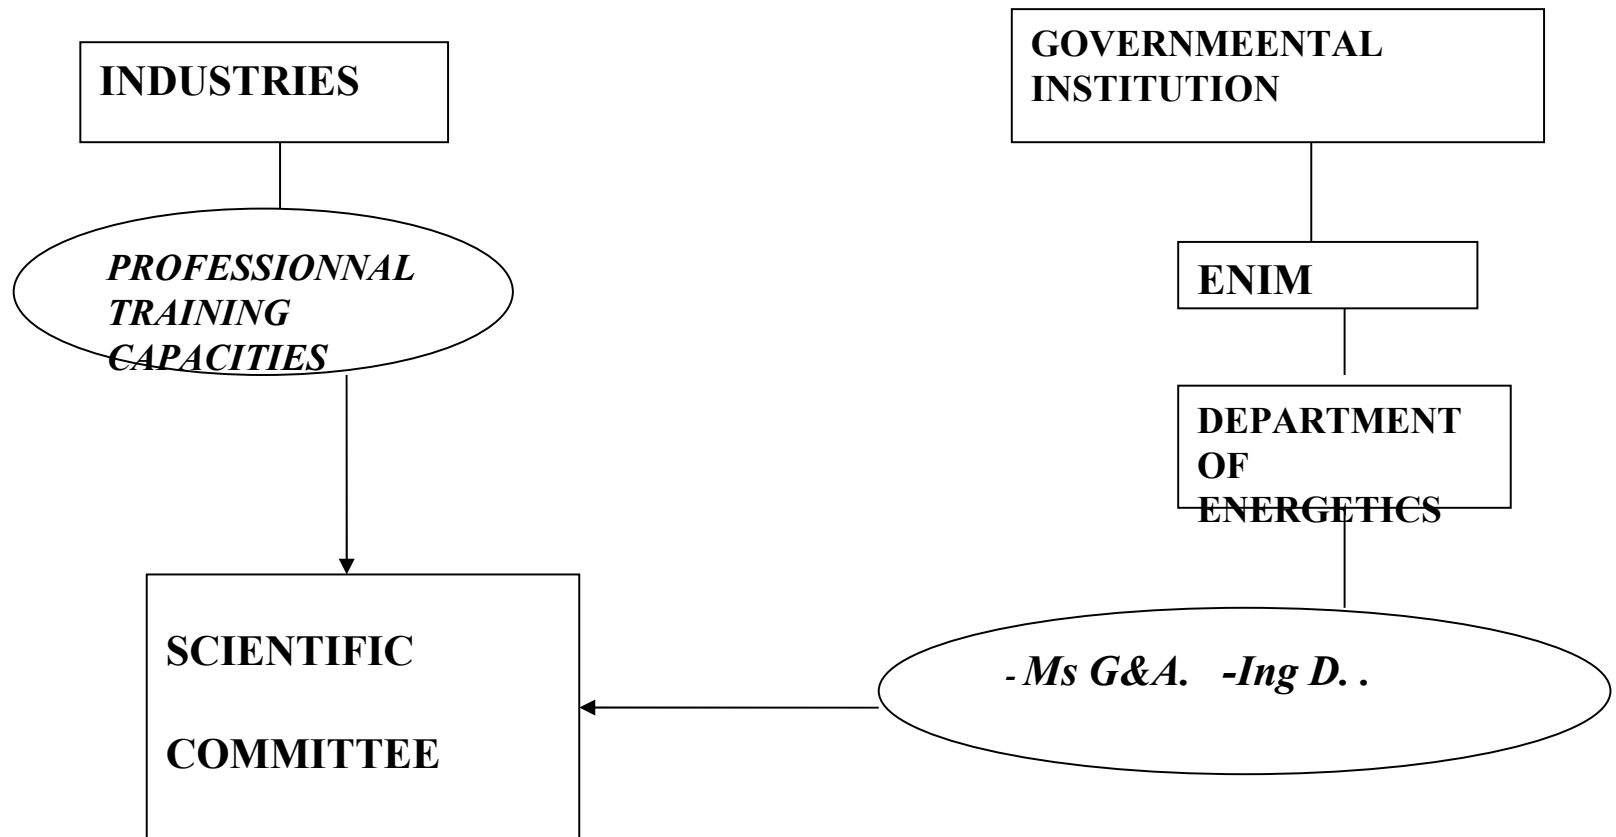 INDUSTRIES
GOVERNMEENTAL
INSTITUTION
PROFESSIONNAL
TRAINING
CAPACITIES
ENIM
DEPARTMENT
OF
ENERGETICS
SCIENTIFIC
COMMITTEE
- Ms G&A. -Ing D. .